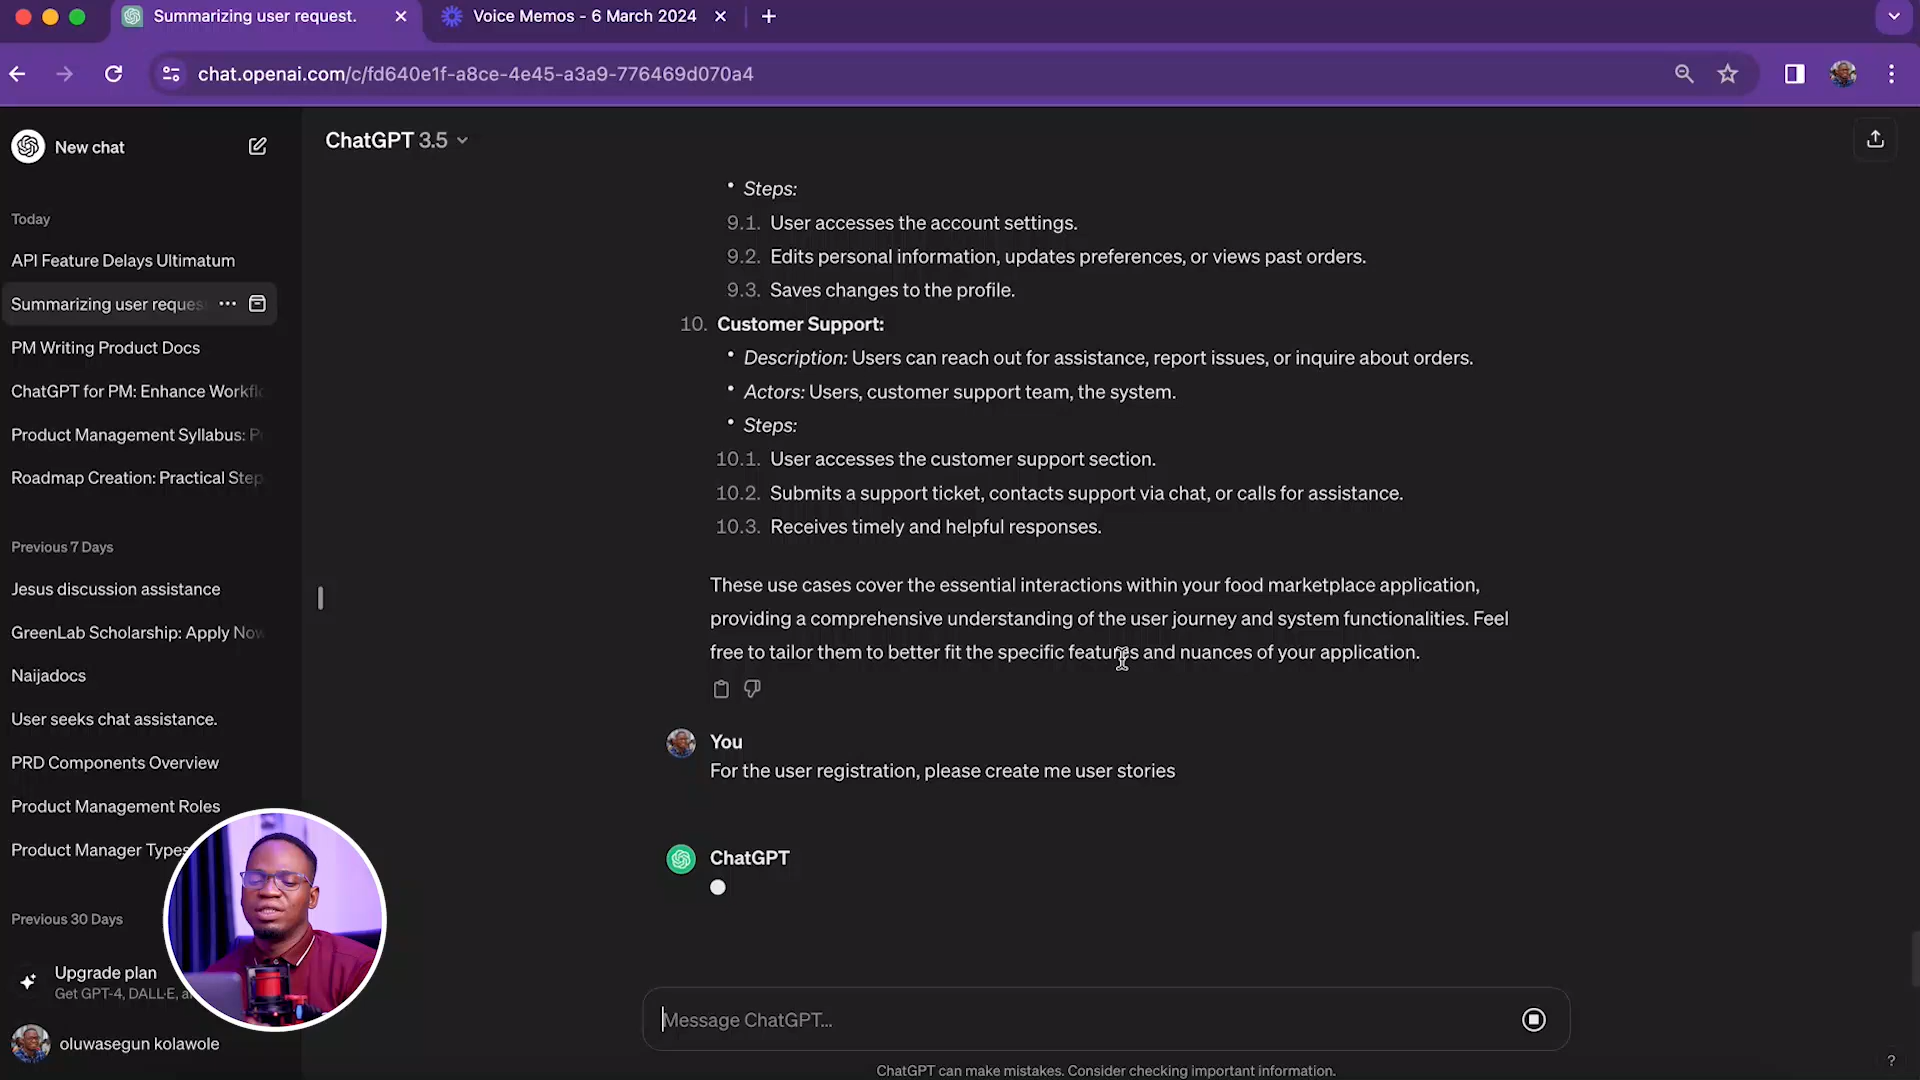 Summarizing user request.
Voice Memos - 6 March 2024
chat.openai.com/c/fd640e1f-a8ce-4e45-a3a9-776469d070a4
New chat
Today
API Feature Delays Ultimatum
Summarizing user reques
PM Writing Product Docs
ChatGPT for PM: Enhance Workflo
Product Management Syllabus: P
Roadmap Creation: Practical Step
Previous 7 Days
Jesus discussion assistance
GreenLab Scholarship: Apply Now
Naijadocs
User seeks chat assistance.
PRD Components Overview
Product Management Roles
Product Manager Types
Previous 30 Days
Upgrade plan
Get GPT-4, DALL·E, a
oluwasegun kolawole
ChatGPT 3.5
• Steps:
9.1. User accesses the account settings.
9.2. Edits personal information, updates preferences, or views past orders.
9.3. Saves changes to the profile.
10. Customer Support:
• Description: Users can reach out for assistance, report issues, or inquire about orders.
• Actors: Users, customer support team, the system.
• Steps:
10.1. User accesses the customer support section.
10.2. Submits a support ticket, contacts support via chat, or calls for assistance.
10.3. Receives timely and helpful responses.
These use cases cover the essential interactions within your food marketplace application,
providing a comprehensive understanding of the user journey and system functionalities. Feel
free to tailor them to better fit the specific features and nuances of your application.
You
For the user registration, please create me user stories
ChatGPT
Message ChatGPT...
ChatGPT can make mistakes. Consider checking important information.
?